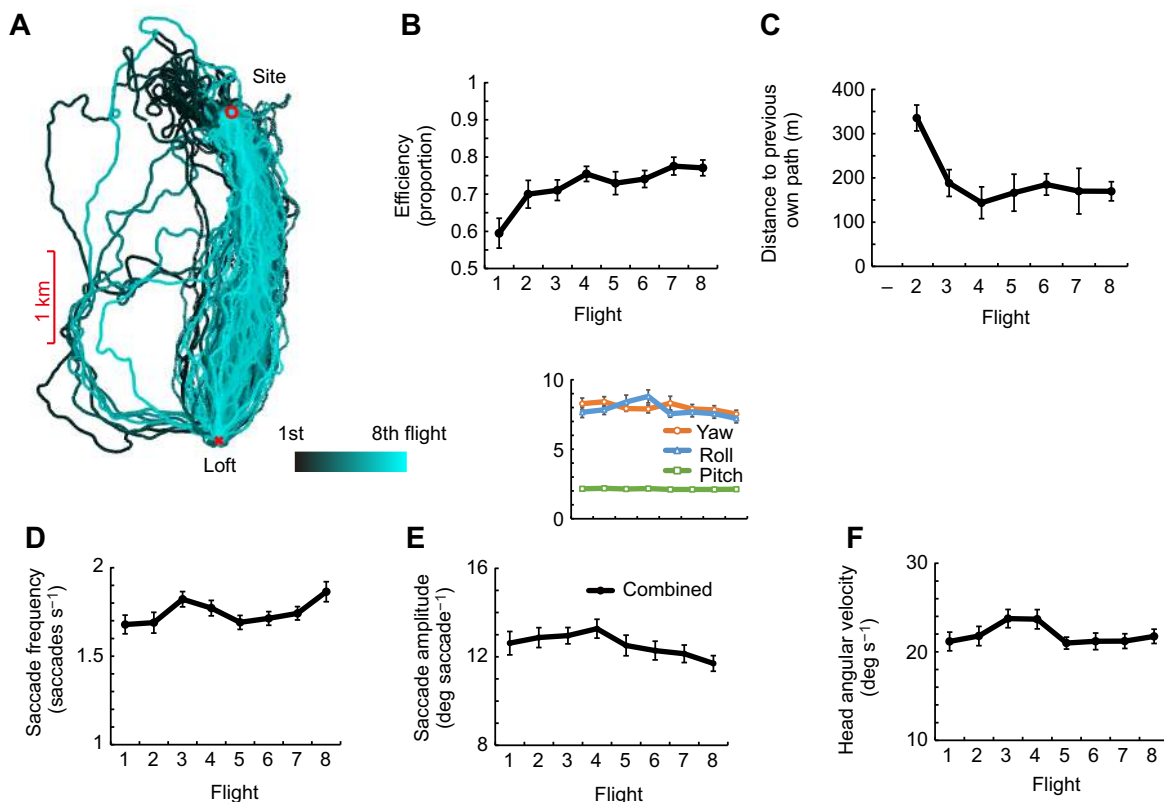 A
Site
1 km
1st
8th flight
Loft
B
Efficiency
(proportion)
1
0.9
0.8
0.7
0.6
0.5
1 2 3 4 5 6 7 8
Flight
C
Distance to previous
own path (m)
400
300
200
100
0
– 2 3 4 5 6 7 8
Flight
10
5
0
Yaw
Roll
Pitch
D
Saccade frequency
(saccades s⁻¹)
2
1.8
1.6
1
1 2 3 4 5 6 7 8
Flight
E
Saccade amplitude
(deg saccade⁻¹)
16
12
8
Combined
1 2 3 4 5 6 7 8
Flight
F
Head angular velocity
(deg s⁻¹)
40
30
20
10
1 2 3 4 5 6 7 8
Flight